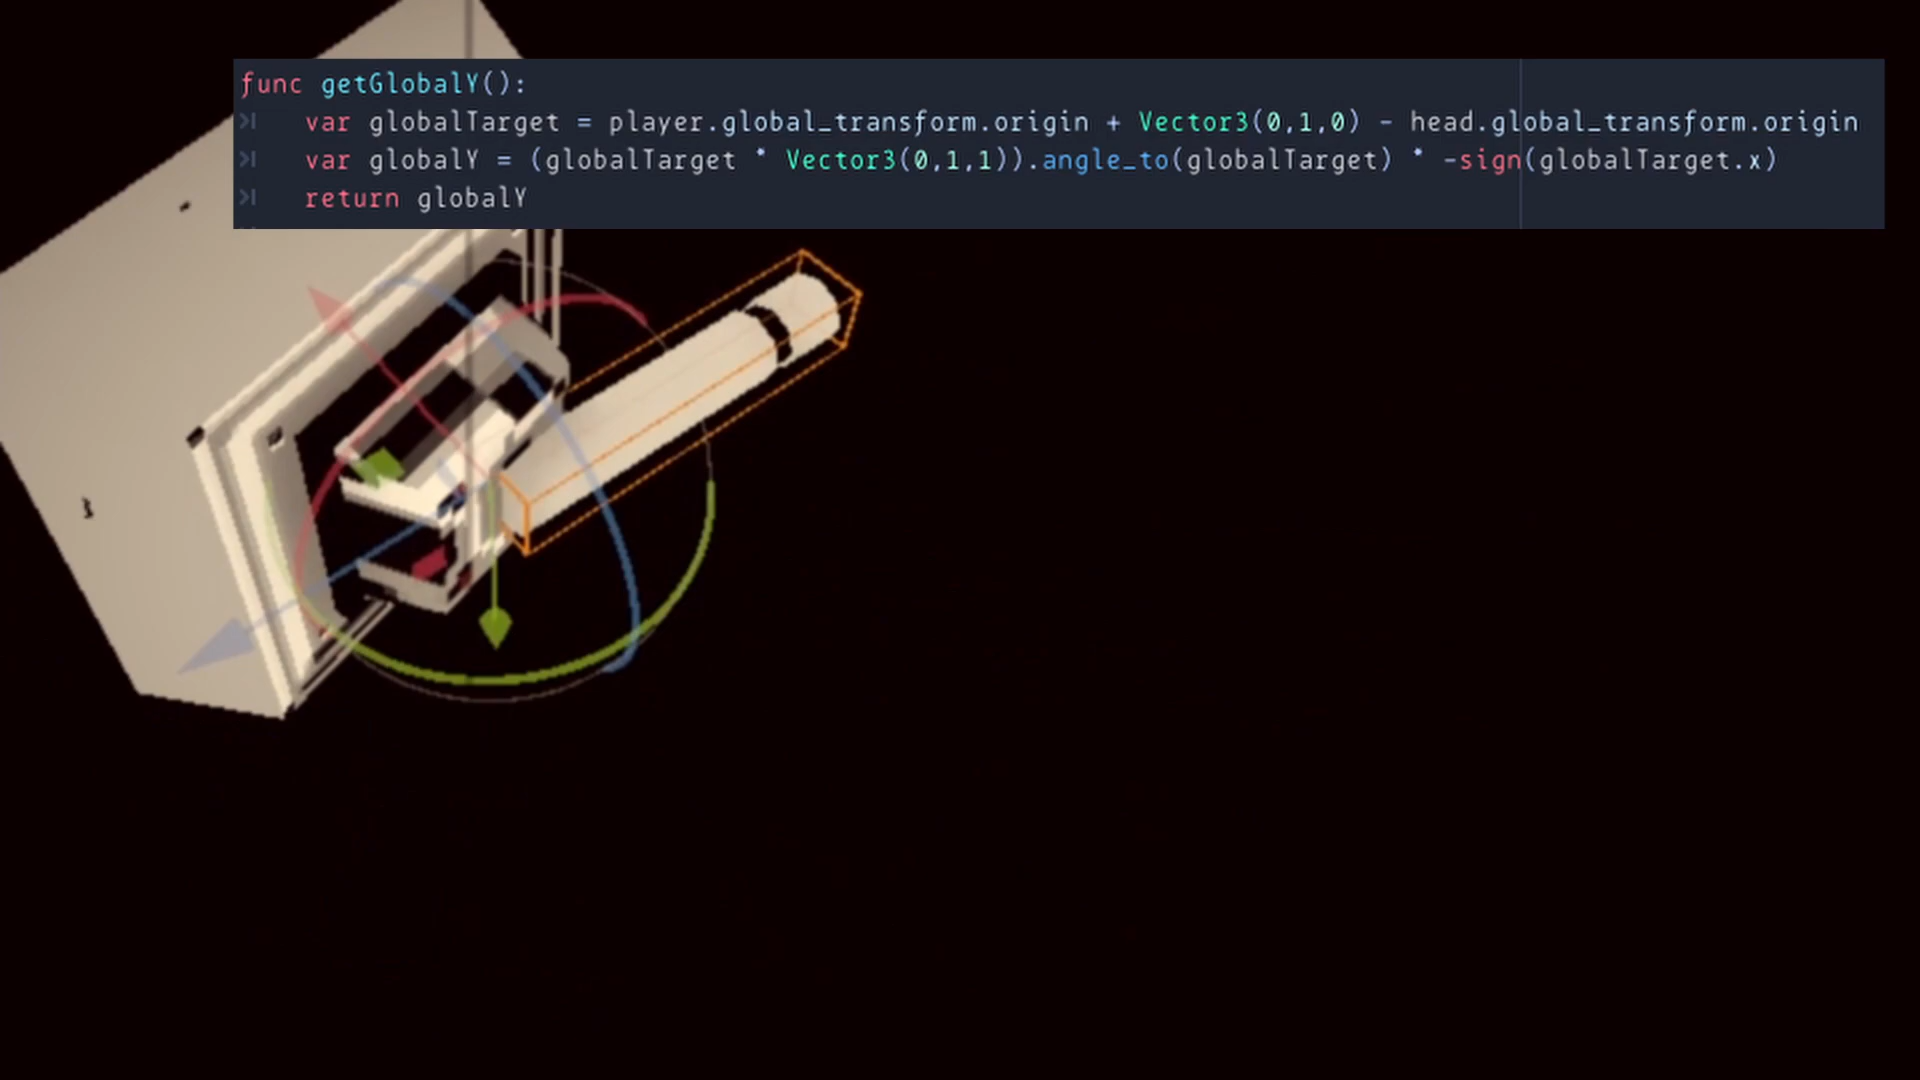 func getGlobalY():
var globalTarget = player.global_transform.origin + Vector3(0,1,0) - head.global_transform.origin
var globalY = (globalTarget * Vector3(0,1,1)).angle_to(globalTarget) * -sign(globalTarget.x)
return globalY